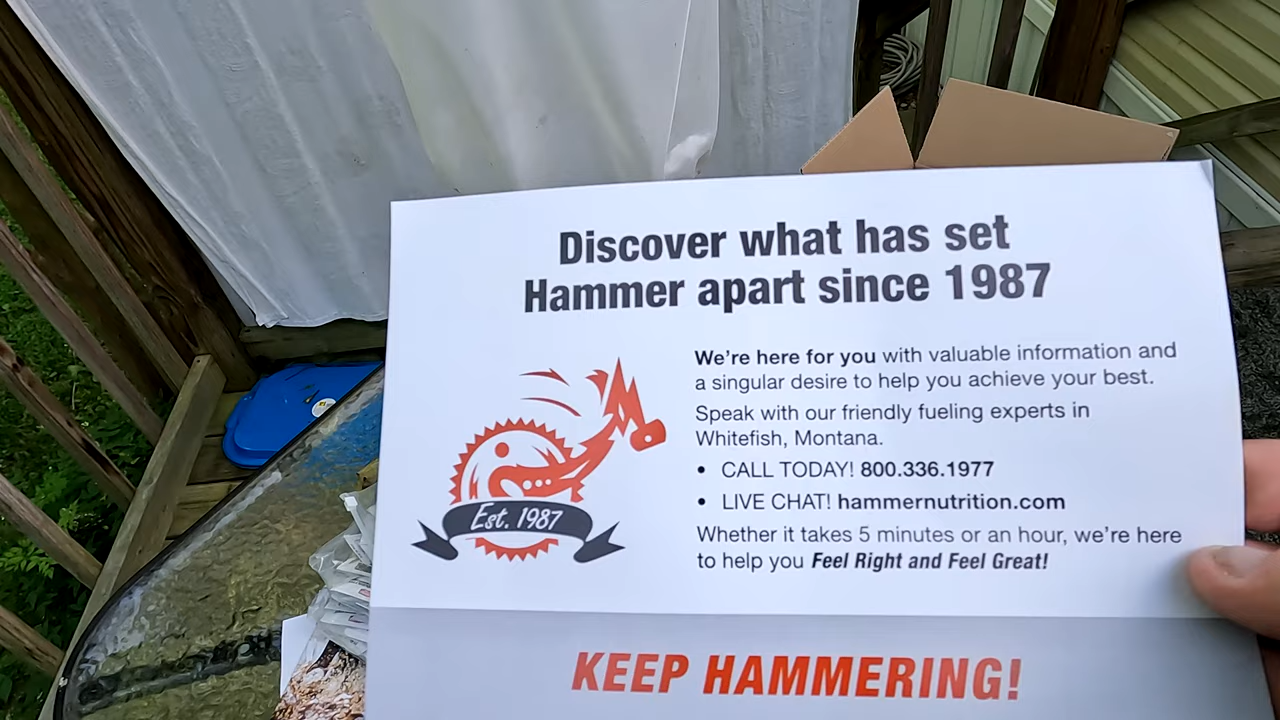 Discover what has set
Hammer apart since 1987
We're here for you with valuable information and
a singular desire to help you achieve your best.
Speak with our friendly fueling experts in
Whitefish, Montana.
• CALL TODAY! 800.336.1977
• LIVE CHAT! hammernutrition.com
Whether it takes 5 minutes or an hour, we're here
to help you Feel Right and Feel Great!
Est. 1987
KEEP HAMMERING!